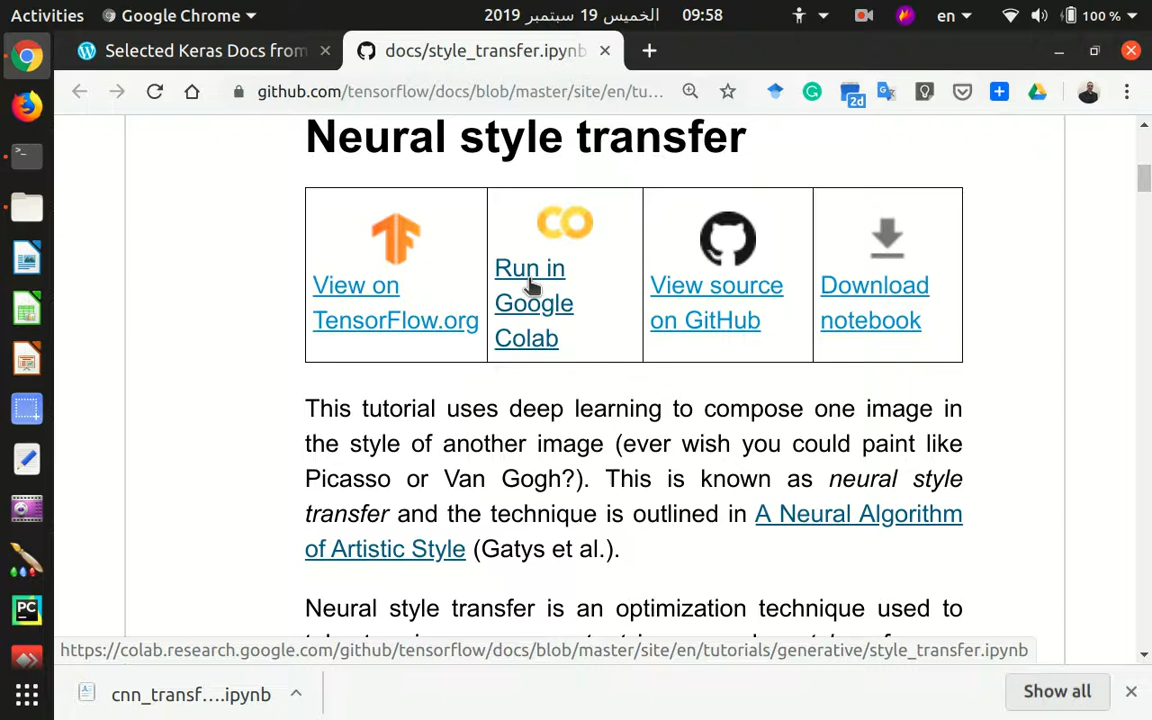 Activities
Google Chrome
الخميس 19 سبتمبر 2019
09:58
en
100 %
Selected Keras Docs from
docs/style_transfer.ipynb
github.com/tensorflow/docs/blob/master/site/en/tu...
2d
Neural style transfer
View on
TensorFlow.org
Run in
Google
Colab
View source
on GitHub
Download
notebook
This tutorial uses deep learning to compose one image in
the style of another image (ever wish you could paint like
Picasso or Van Gogh?). This is known as neural style
transfer and the technique is outlined in A Neural Algorithm
of Artistic Style (Gatys et al.).
Neural style transfer is an optimization technique used to
https://colab.research.google.com/github/tensorflow/docs/blob/master/site/en/tutorials/generative/style_transfer.ipynb
cnn_transf....ipynb
Show all
PC